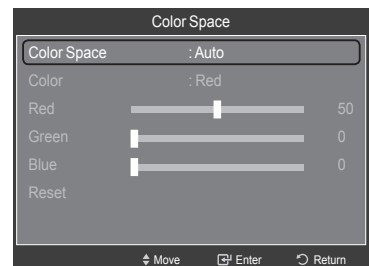 Color Space
Color Space : Auto
Color : Red
Red 50
Green 0
Blue 0
Reset
Move Enter Return